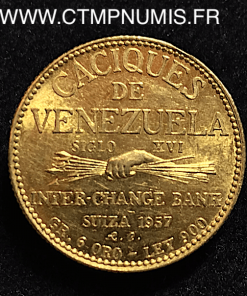 WWW.CTMPNUMIS.FR
CACIQUES
DE
VENEZUELA
SIGLO XVI
INTER-CHANGE BANK
SUIZA 1957
GR. 6 ORO - LEY 900